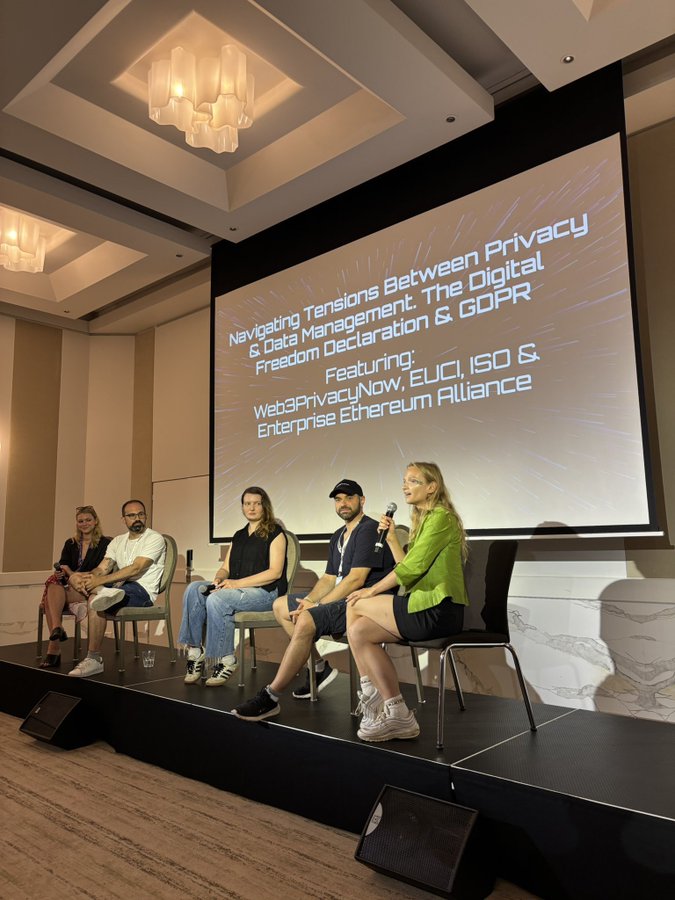 Navigating Tensions Between Privacy
& Data Management. The Digital
Freedom Declaration & GDPR
Featuring:
Web3PrivacyNow, EUCI, ISO &
Enterprise Ethereum Alliance